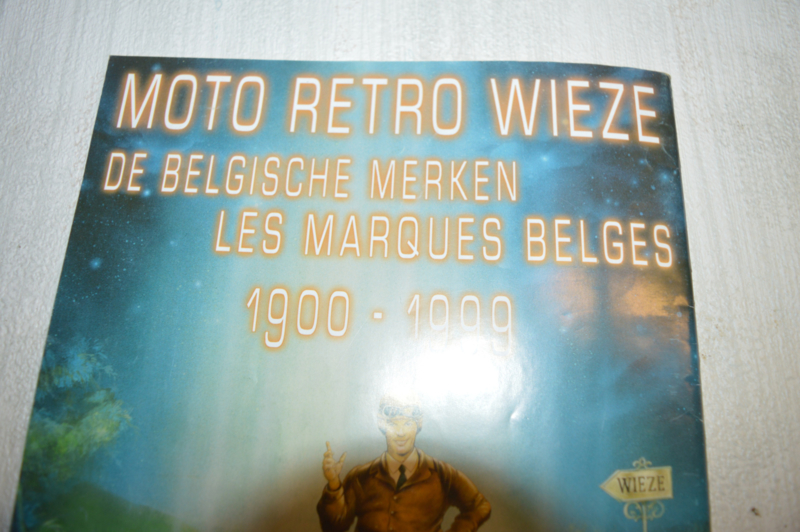 MOTO RETRO WIEZE
DE BELGISCHE MERKEN
LES MARQUES BELGES
1900 - 1999
WIEZE